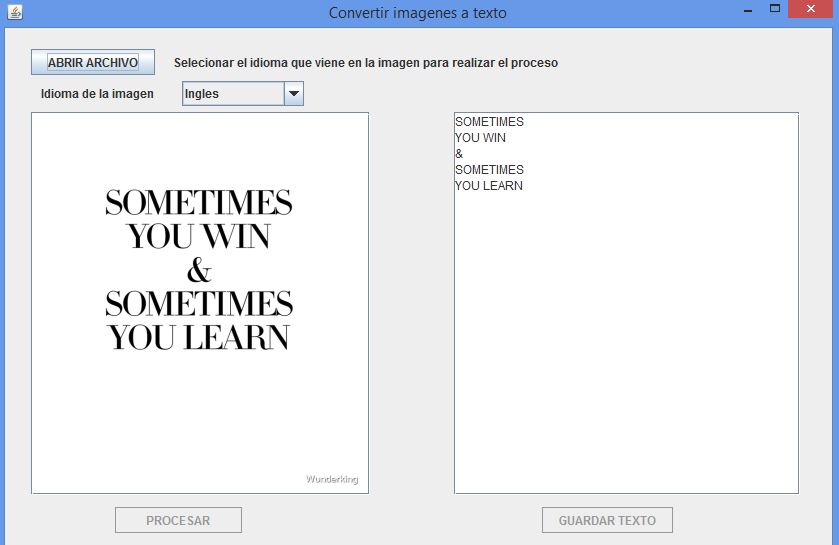 Convertir imagenes a texto
ABRIR ARCHIVO
Selecionar el idioma que viene en la imagen para realizar el proceso
Idioma de la imagen
Ingles
SOMETIMES
YOU WIN
&
SOMETIMES
YOU LEARN
Wunderking
SOMETIMES
YOU WIN
&
SOMETIMES
YOU LEARN
PROCESAR
GUARDAR TEXTO